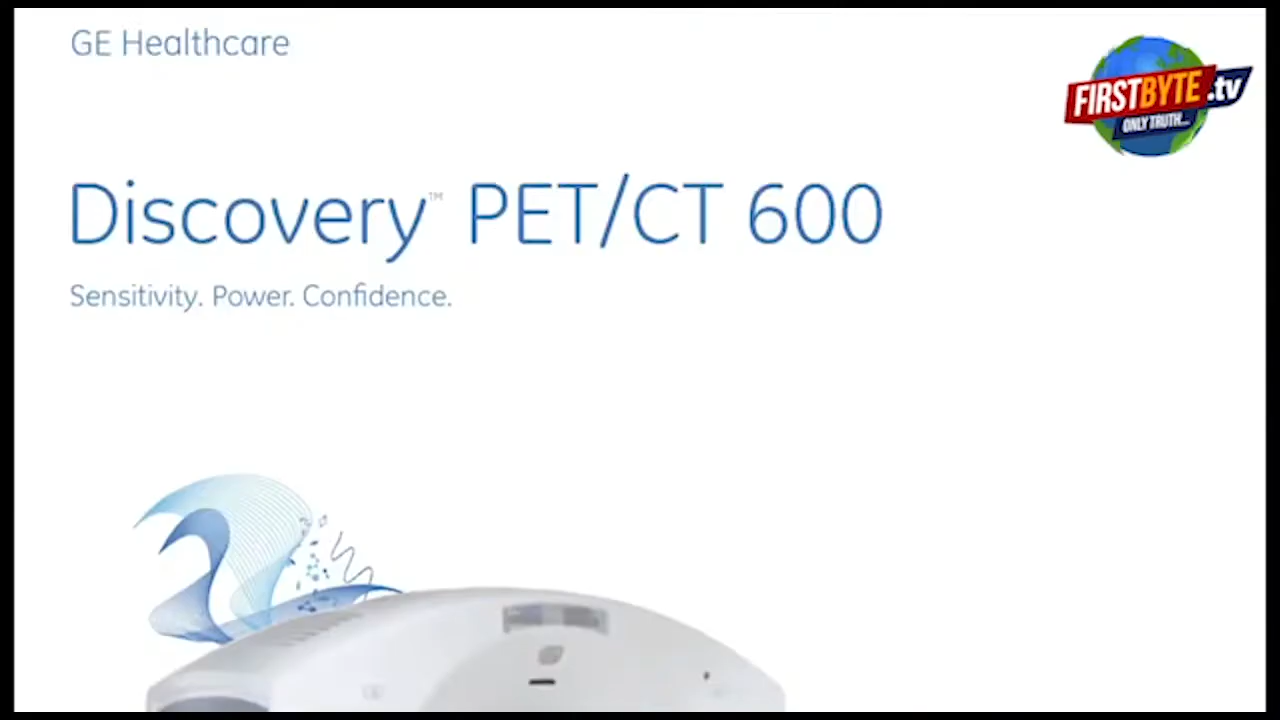 GE Healthcare
FIRSTBYTE.tv
ONLY TRUTH...
Discovery™ PET/CT 600
Sensitivity. Power. Confidence.